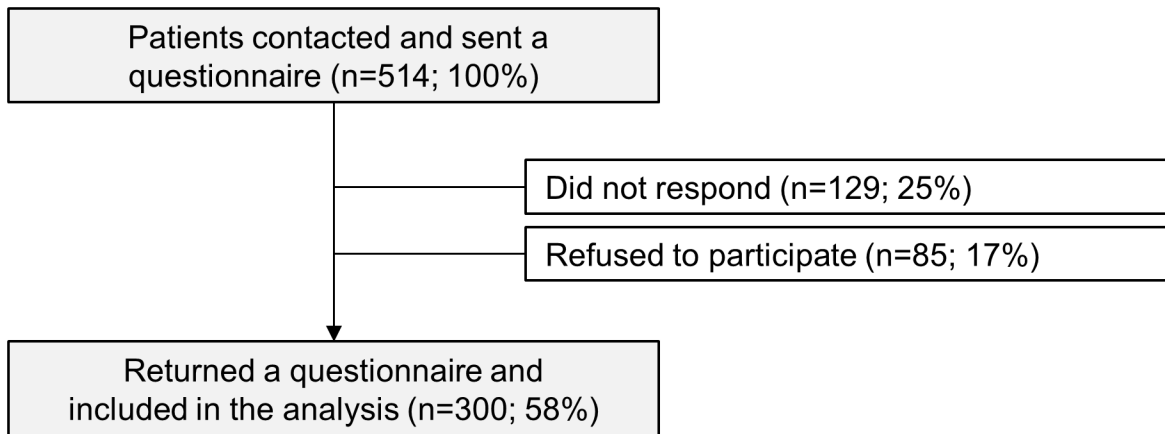 Patients contacted and sent a
questionnaire (n=514; 100%)
Did not respond (n=129; 25%)
Refused to participate (n=85; 17%)
Returned a questionnaire and
included in the analysis (n=300; 58%)